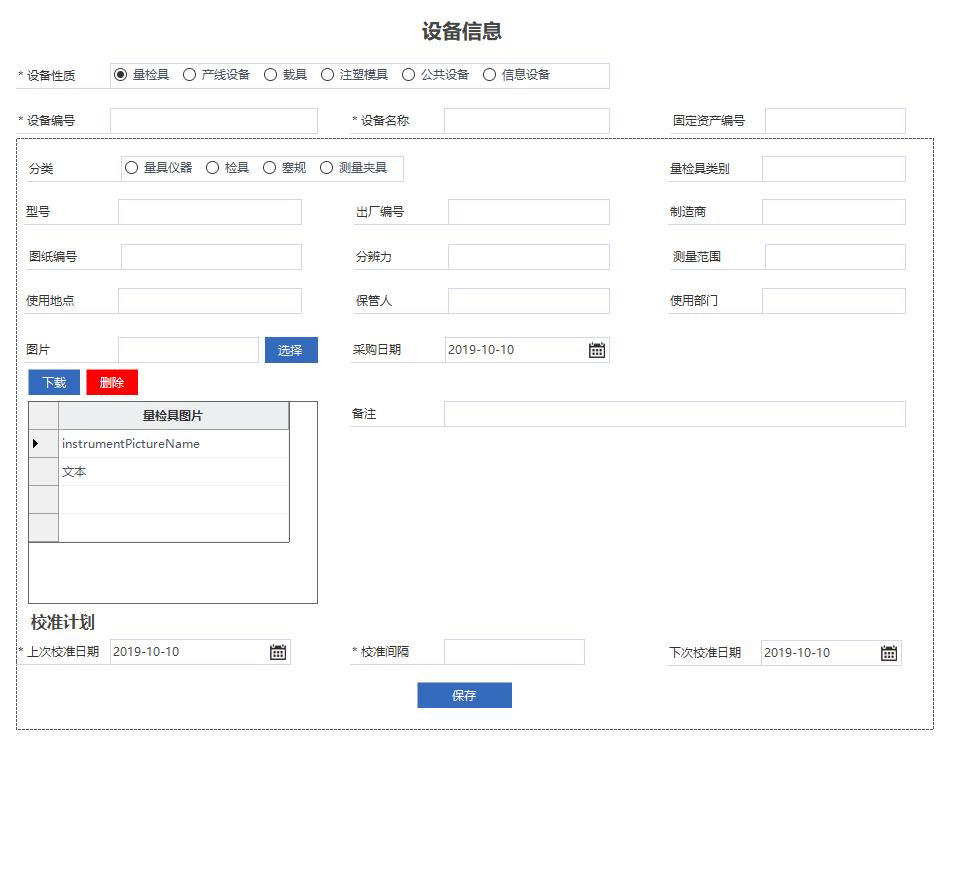 设备信息
* 设备性质 量检具 产线设备 载具 注塑模具 公共设备 信息设备
* 设备编号 * 设备名称 固定资产编号
分类 量具仪器 检具 塞规 测量夹具 量检具类别
型号 出厂编号 制造商
图纸编号 分辨力 测量范围
使用地点 保管人 使用部门
图片 选择 采购日期 2019-10-10
下载 删除
量检具图片 备注
instrumentPictureName
文本
校准计划
* 上次校准日期 2019-10-10 * 校准间隔 下次校准日期 2019-10-10
保存